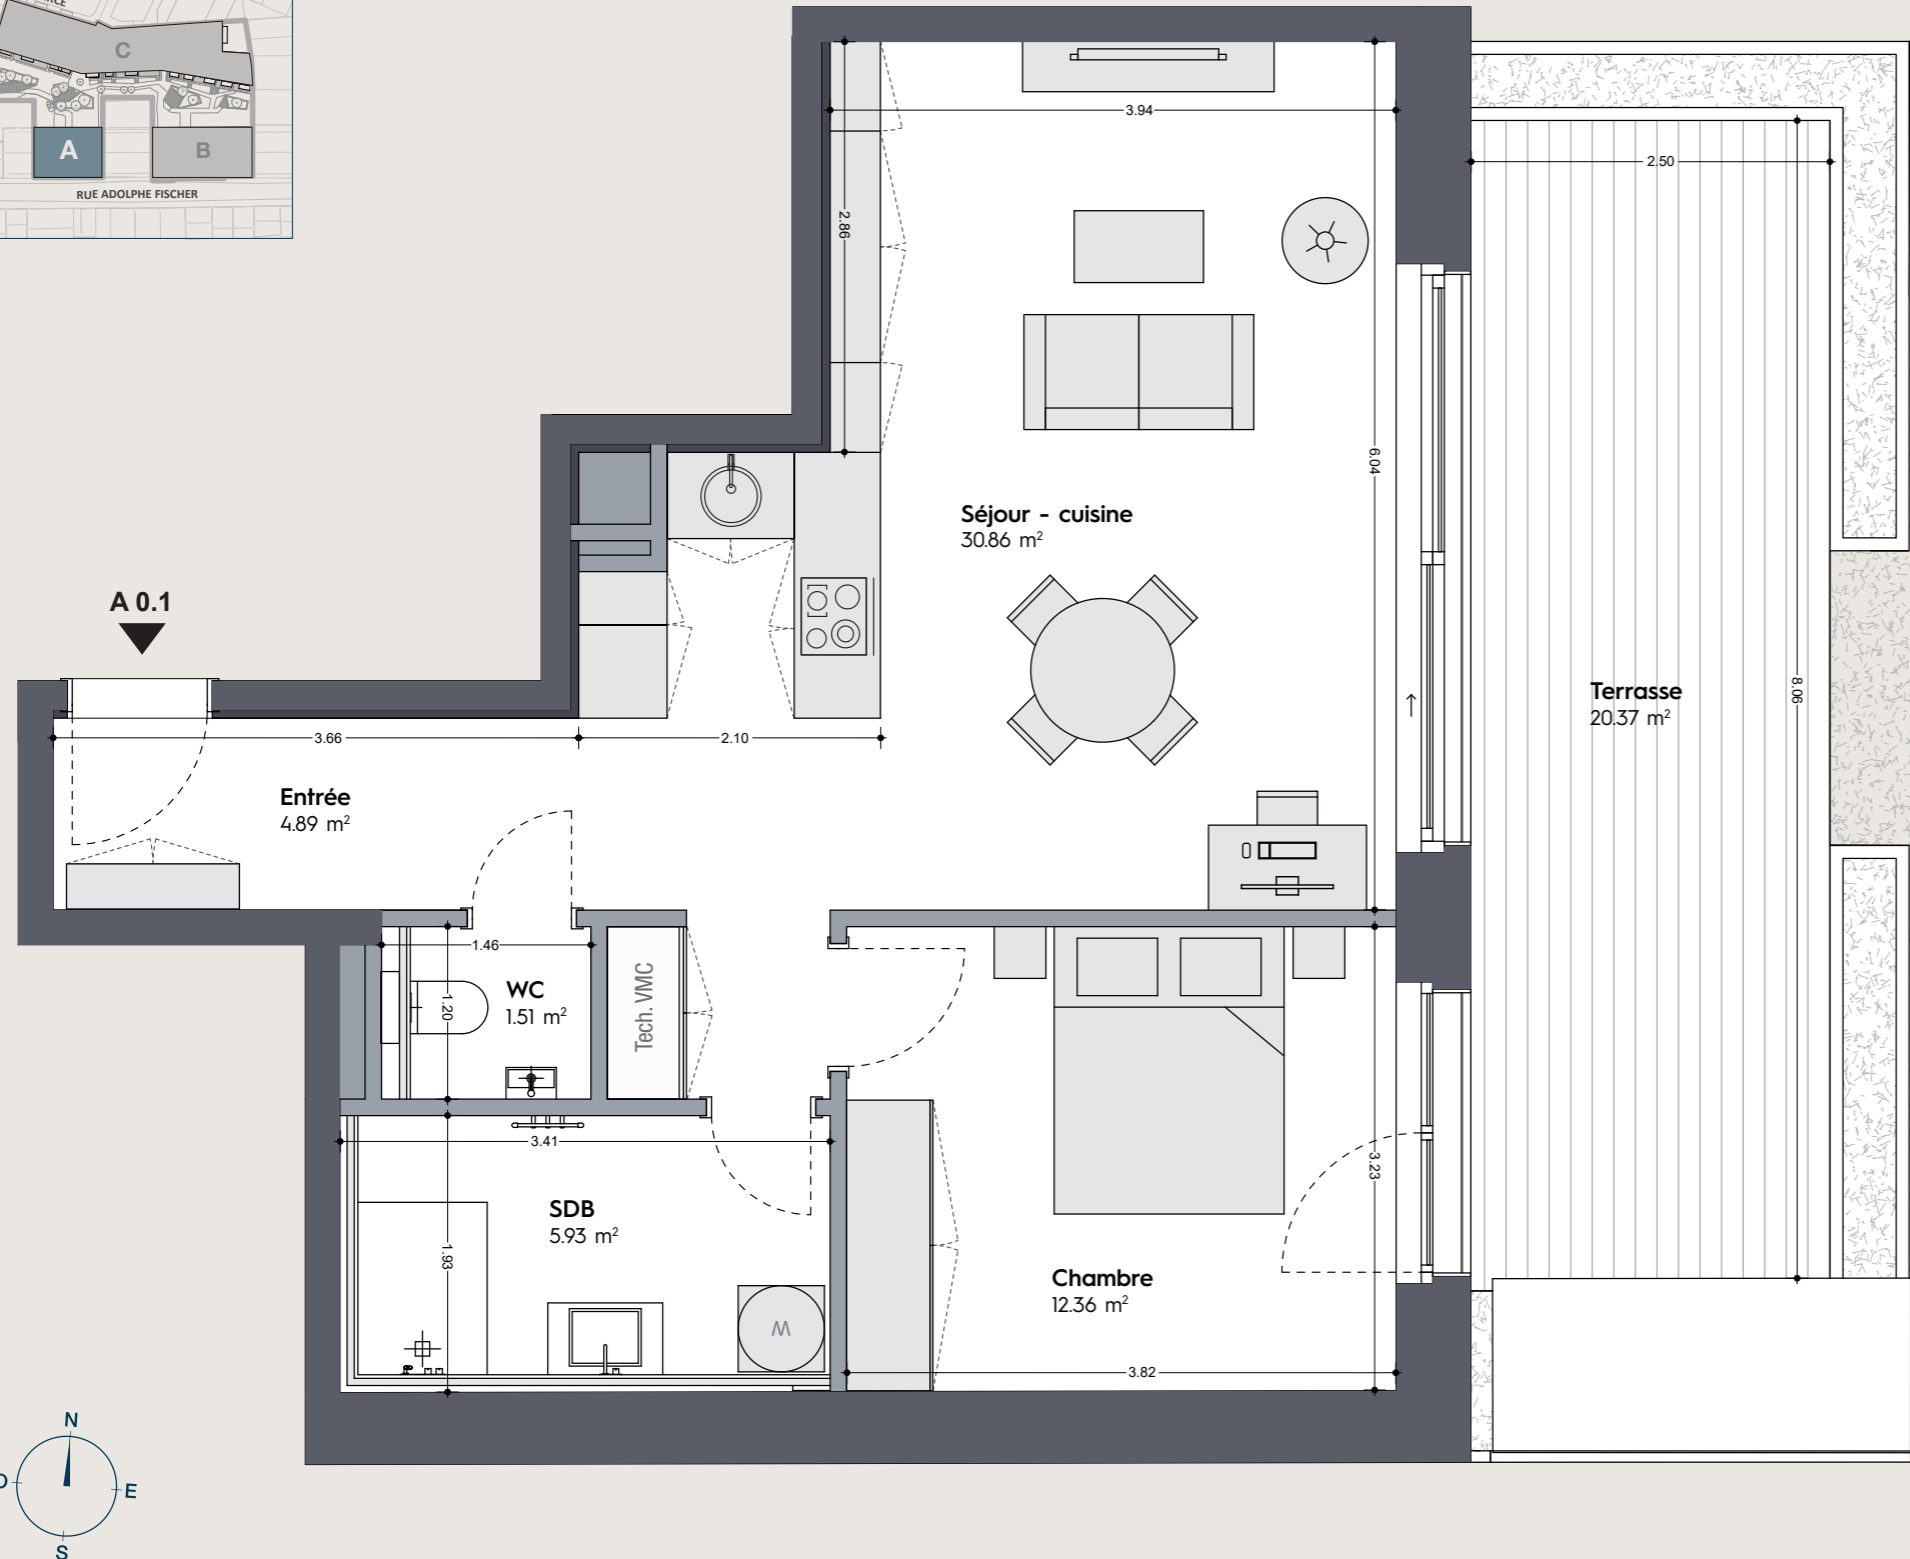 C
A
B
RUE ADOLPHE FISCHER
3.94
2.50
2.86
6.04
Séjour - cuisine
30.86 m²
A 0.1
Terrasse
20.37 m²
8.06
3.66
2.10
Entrée
4.89 m²
1.46
WC
1.51 m²
1.20
Tech. VMC
3.41
3.23
SDB
5.93 m²
1.93
Chambre
12.36 m²
W
3.82
N
O
E
S